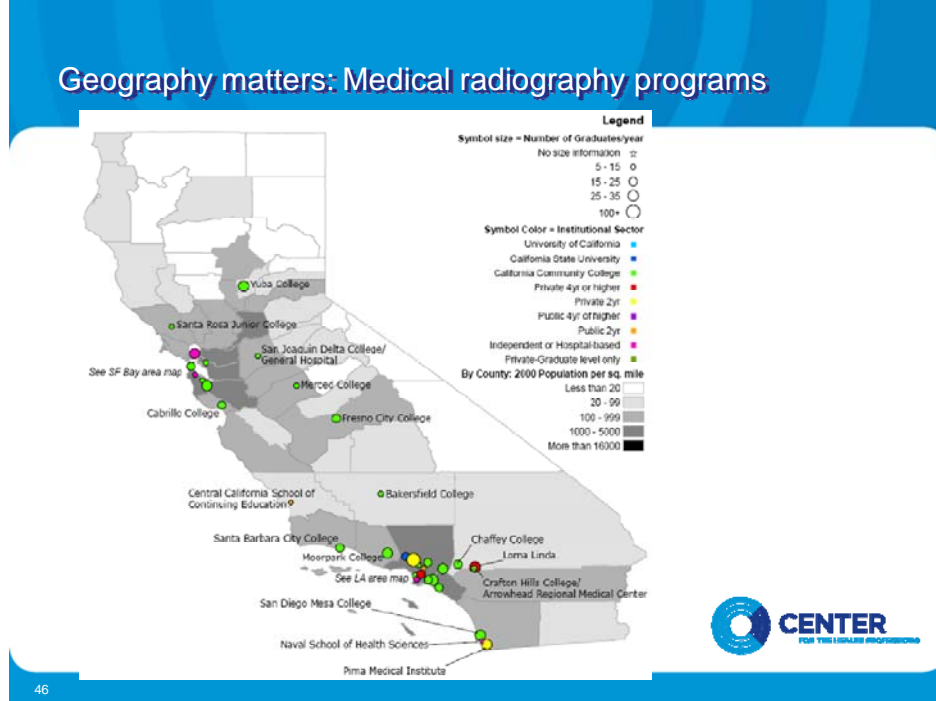 Geography matters: Medical radiography programs
Legend
Symbol size = Number of Graduates/year
No size information
5 - 15
15 - 25
25 - 35
100+
Symbol Color = Institutional Sector
University of California
California State University
California Community College
Private 4yr or higher
Private 2yr
Public 4yr of higher
Public 2yr
Independent or Hospital-based
Private-Graduate level only
By County: 2000 Population per sq. mile
Less than 20
20 - 99
100 - 999
1000 - 5000
More than 16000
Yuba College
Santa Rosa Junior College
San Joaquin Delta College/
General Hospital
See SF Bay area map
Merced College
Cabrillo College
Fresno City College
Central California School of
Continuing Education
Bakersfield College
Santa Barbara City College
Chaffey College
Moorpark College
Loma Linda
See LA area map
Crafton Hills College/
Arrowhead Regional Medical Center
San Diego Mesa College
Naval School of Health Sciences
Pima Medical Institute
CENTER
FOR THE HEALTH PROFESSIONS
46